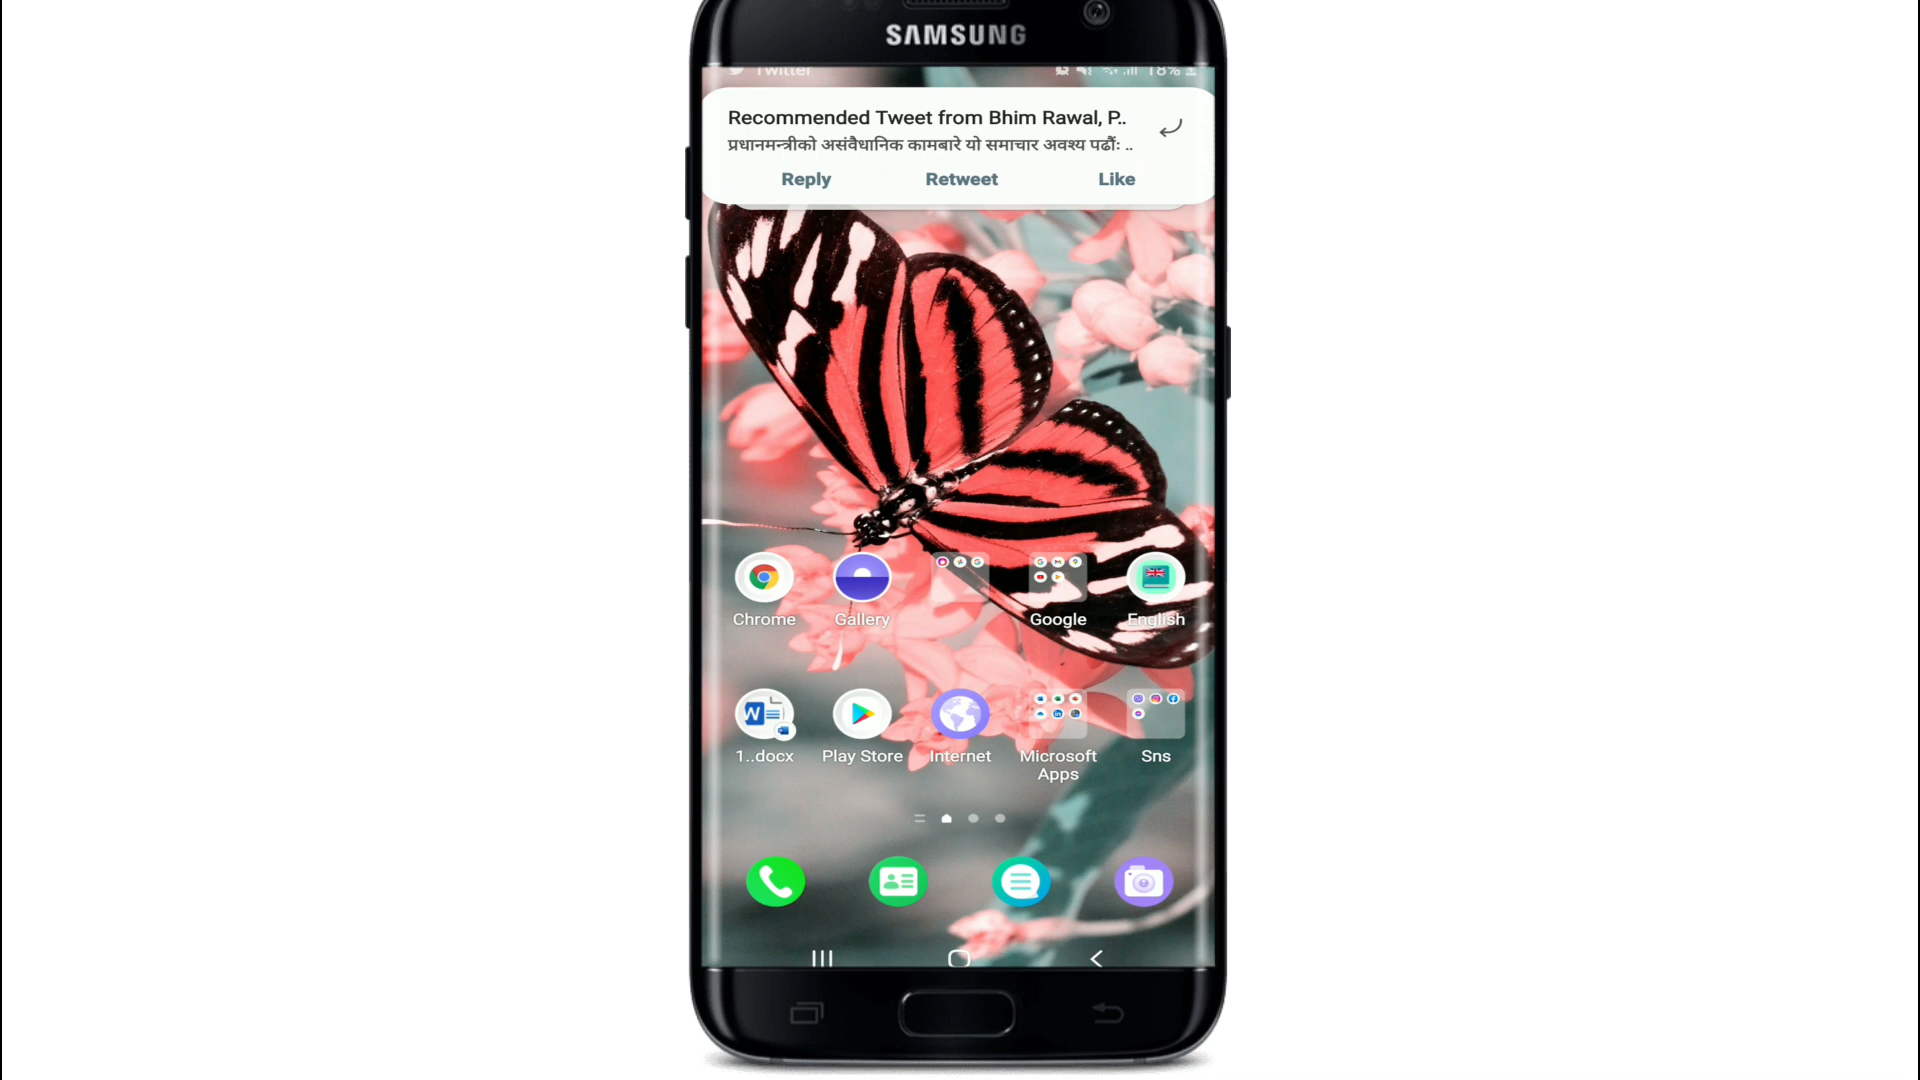 SAMSUNG
Twitter
18%
Recommended Tweet from Bhim Rawal, P..
प्रधानमन्त्रीको असंवैधानिक कामबारे यो समाचार अवश्य पढौंः ..
Reply Retweet Like
Chrome Gallery Google English
1..docx Play Store Internet Microsoft Apps Sns